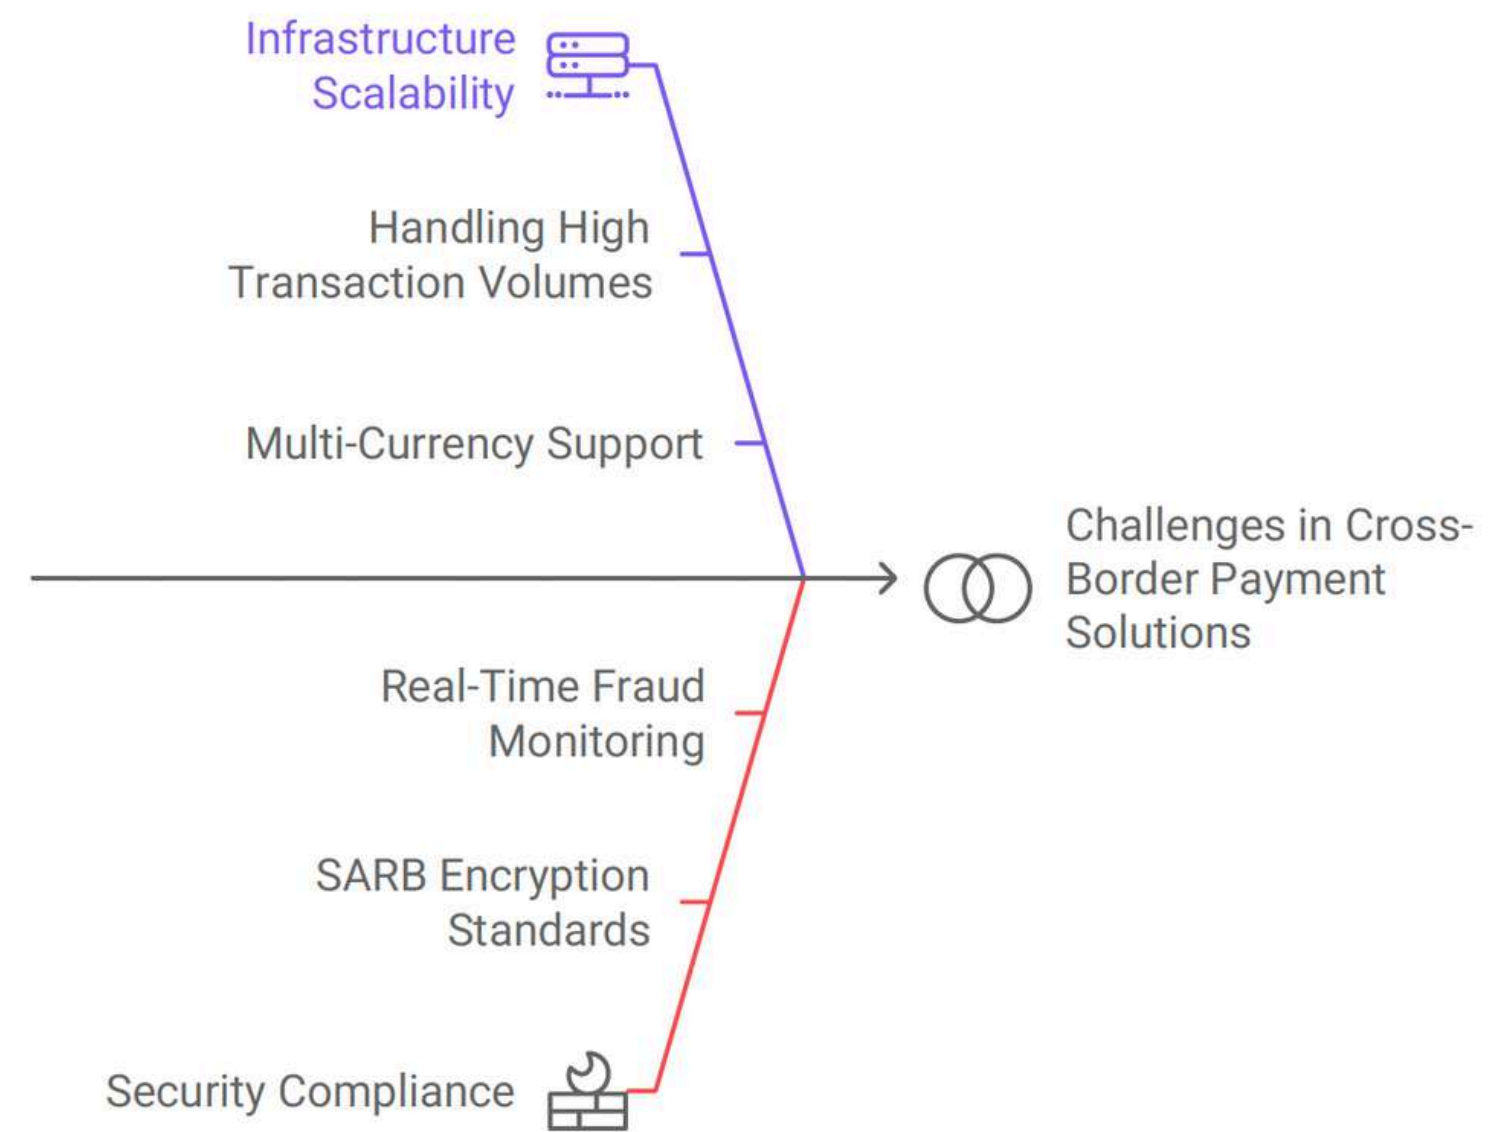 Infrastructure
Scalability
Handling High
Transaction Volumes
Multi-Currency Support
Challenges in Cross-
Border Payment
Solutions
Real-Time Fraud
Monitoring
SARB Encryption
Standards
Security Compliance